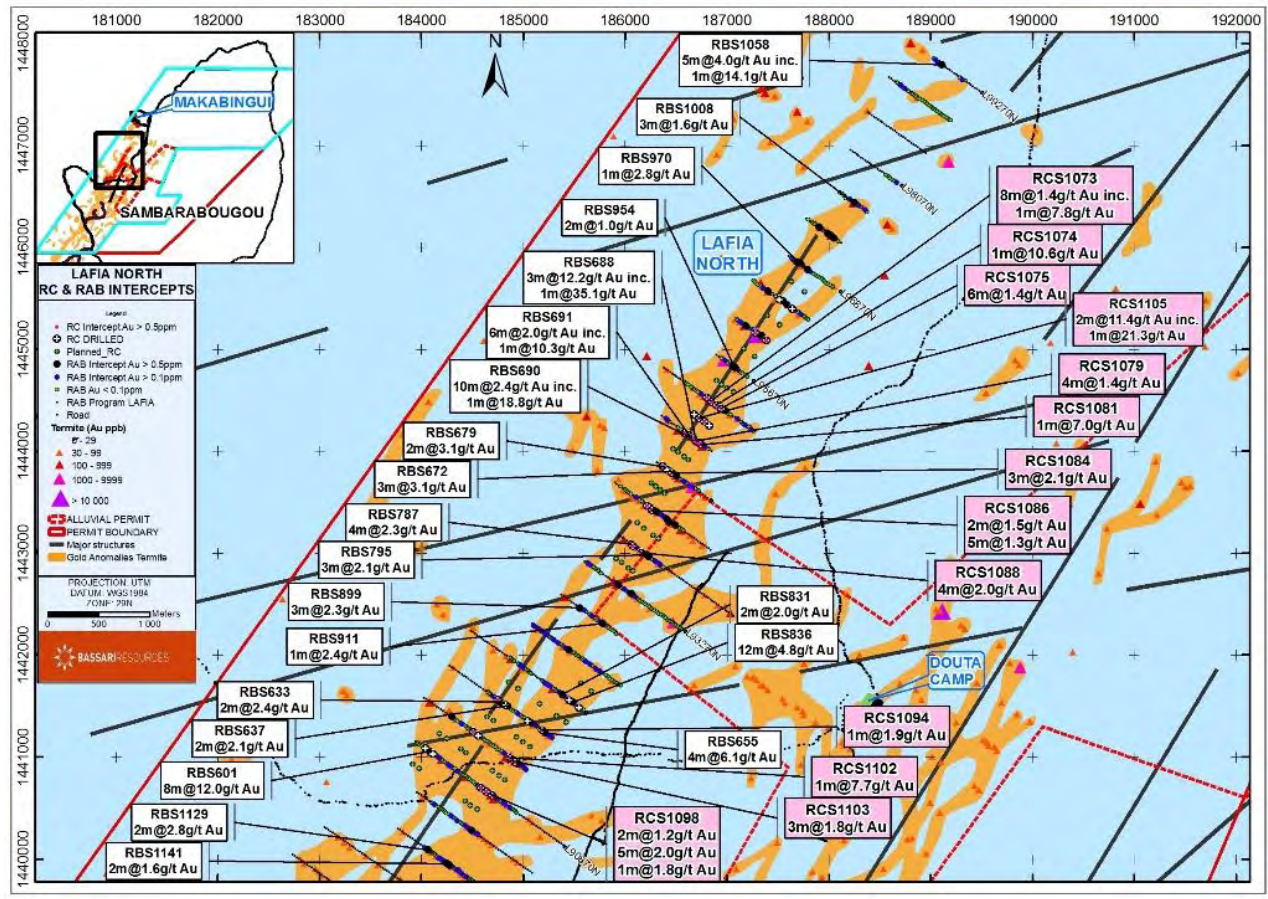 181000 182000 183000 184000 185000 186000 187000 188000 189000 190000 191000 192000
1448000
1447000
1446000
1445000
1444000
1443000
1442000
1441000
1440000
N
MAKABINGUI
SAMBARABOUGOU
LAFIA NORTH
RC & RAB INTERCEPTS
Legend
RC Intercept Au > 0.5ppm
RC DRILLED
Planned_RC
RAB Intercept Au > 0.5ppm
RAB Intercept Au > 0.1ppm
RAB Au < 0.1ppm
RAB Program LAFIA
Road
Termite (Au ppb)
30 - 99
100 - 999
1000 - 9999
> 10 000
ALLUVIAL PERMIT
PERMIT BOUNDARY
Major structures
Gold Anomalies Termite
PROJECTION: UTM
DATUM: WGS1984
ZONE: 29N
Meters
0 500 1 000
BASSARI RESOURCES
RBS1058
5m@4.0g/t Au inc.
1m@14.1g/t Au
RBS1008
3m@1.6g/t Au
RBS970
1m@2.8g/t Au
RBS954
2m@1.0g/t Au
RBS688
3m@12.2g/t Au inc.
1m@35.1g/t Au
RBS691
6m@2.0g/t Au inc.
1m@10.3g/t Au
RBS690
10m@2.4g/t Au inc.
1m@18.8g/t Au
RBS679
2m@3.1g/t Au
RBS672
3m@3.1g/t Au
RBS787
4m@2.3g/t Au
RBS795
3m@2.1g/t Au
RBS899
3m@2.3g/t Au
RBS911
1m@2.4g/t Au
RBS633
2m@2.4g/t Au
RBS637
2m@2.1g/t Au
RBS601
8m@12.0g/t Au
RBS1129
2m@2.8g/t Au
RBS1141
2m@1.6g/t Au
LAFIA
NORTH
L99270N
L98070N
L95670N
L93270N
RCS1073
8m@1.4g/t Au inc.
1m@7.8g/t Au
RCS1074
1m@10.6g/t Au
RCS1075
6m@1.4g/t Au
RCS1105
2m@11.4g/t Au inc.
1m@21.3g/t Au
RCS1079
4m@1.4g/t Au
RCS1081
1m@7.0g/t Au
RCS1084
3m@2.1g/t Au
RCS1086
2m@1.5g/t Au
5m@1.3g/t Au
RCS1088
4m@2.0g/t Au
RBS831
2m@2.0g/t Au
RBS836
12m@4.8g/t Au
DOUTA
CAMP
RCS1094
1m@1.9g/t Au
RBS655
4m@6.1g/t Au
RCS1102
1m@7.7g/t Au
RCS1103
3m@1.8g/t Au
RCS1098
2m@1.2g/t Au
5m@2.0g/t Au
1m@1.8g/t Au